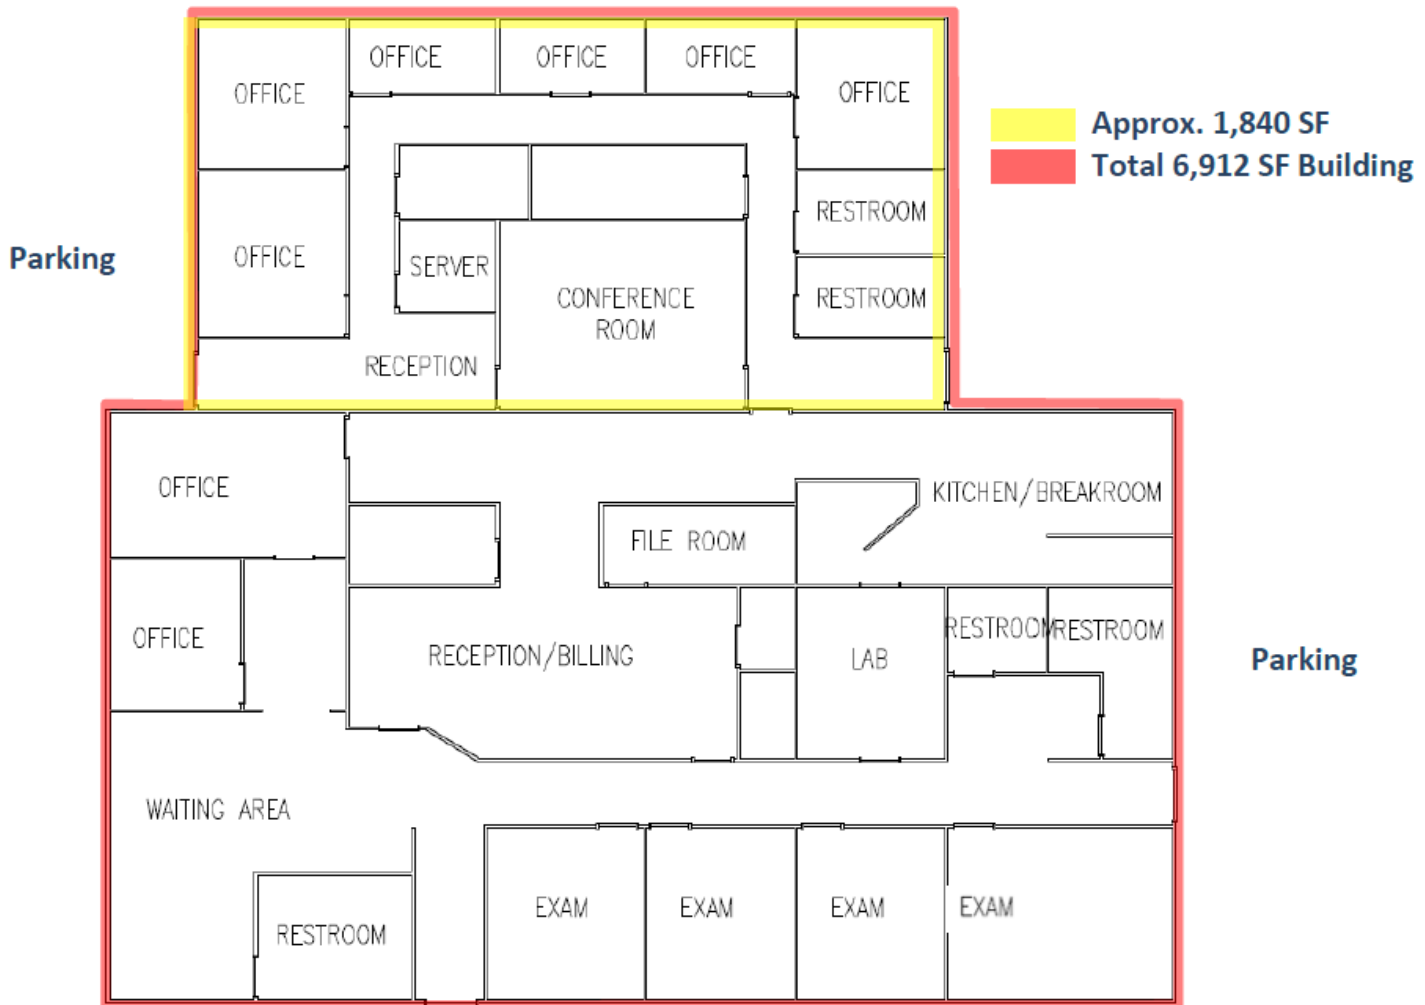 OFFICE
OFFICE
OFFICE
OFFICE
OFFICE
Approx. 1,840 SF
Total 6,912 SF Building
RESTROOM
Parking
OFFICE
SERVER
CONFERENCE
ROOM
RESTROOM
RECEPTION
OFFICE
KITCHEN/BREAKROOM
FILE ROOM
OFFICE
RECEPTION/BILLING
LAB
RESTROOM
RESTROOM
Parking
WAITING AREA
EXAM
EXAM
EXAM
EXAM
RESTROOM